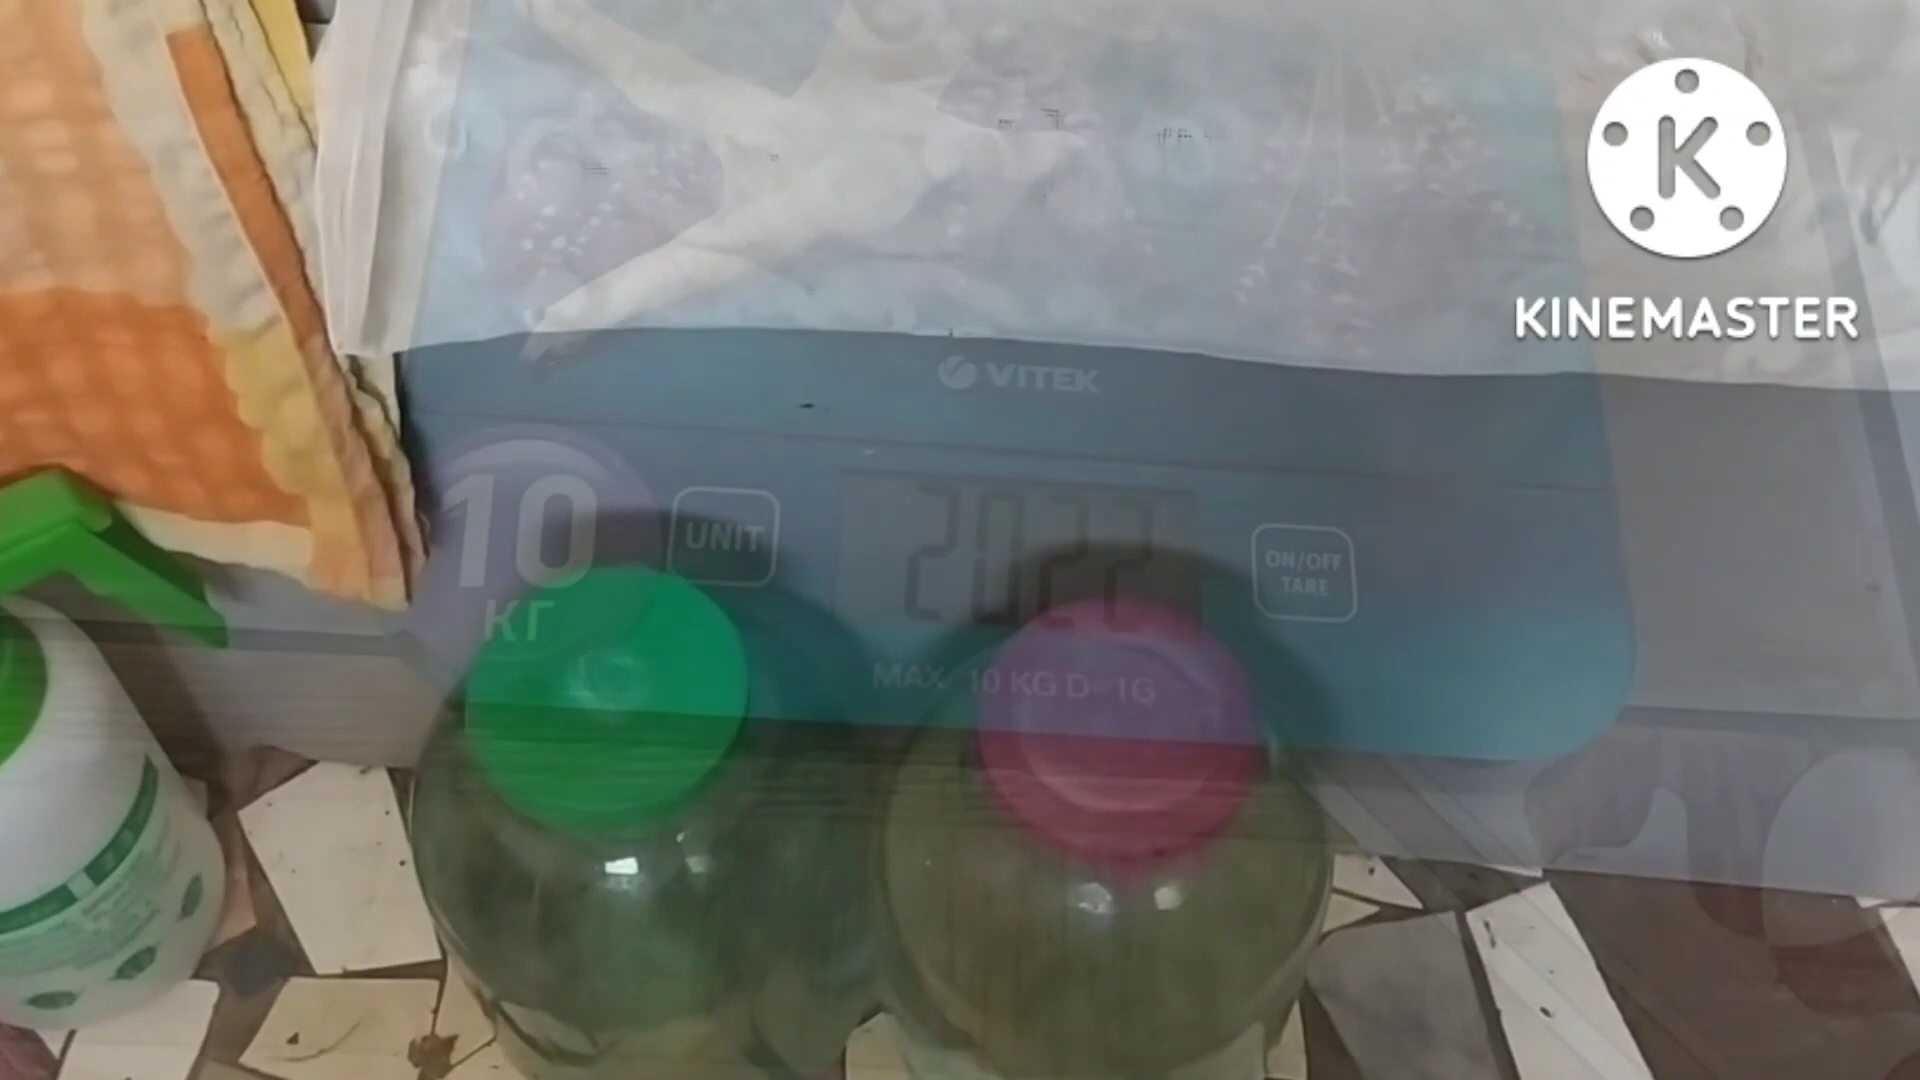 KINEMASTER
VITEK
10
КГ
UNIT
2022
ON/OFF
TARE
MAX 10 KG D=1G